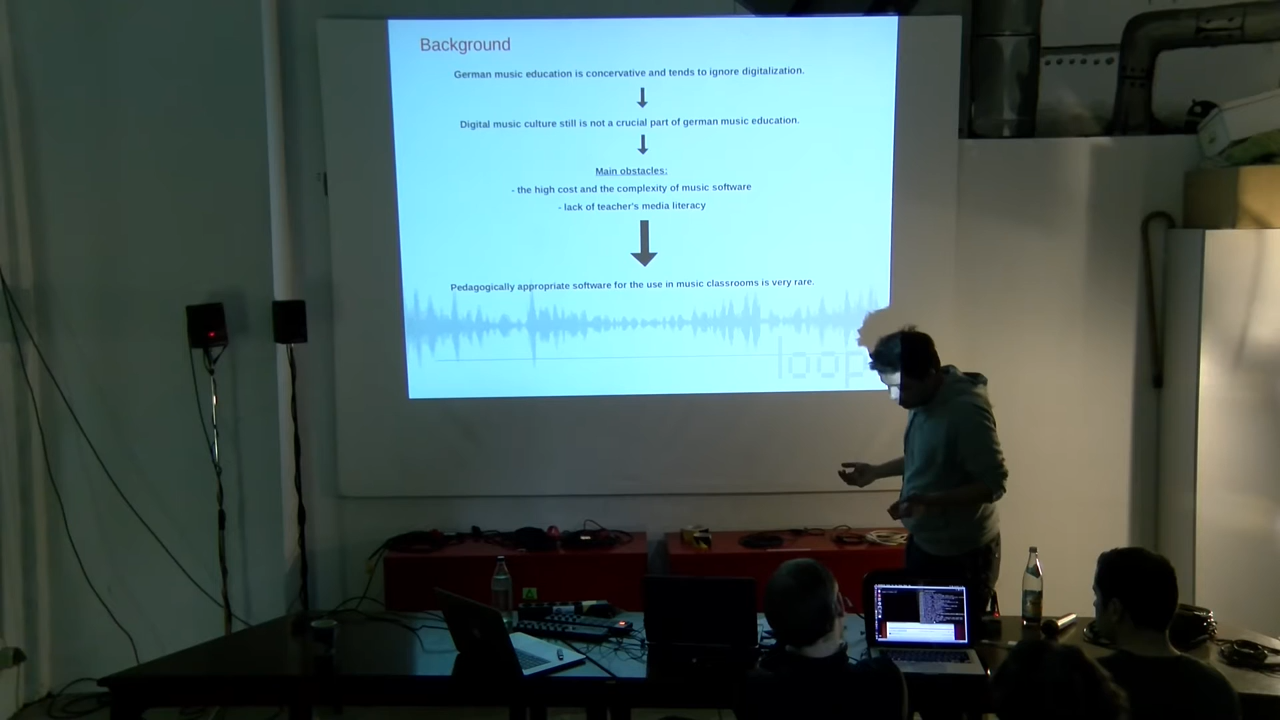 Background
German music education is concervative and tends to ignore digitalization.
Digital music culture still is not a crucial part of german music education.
Main obstacles:
- the high cost and the complexity of music software
- lack of teacher's media literacy
Pedagogically appropriate software for the use in music classrooms is very rare.
loop